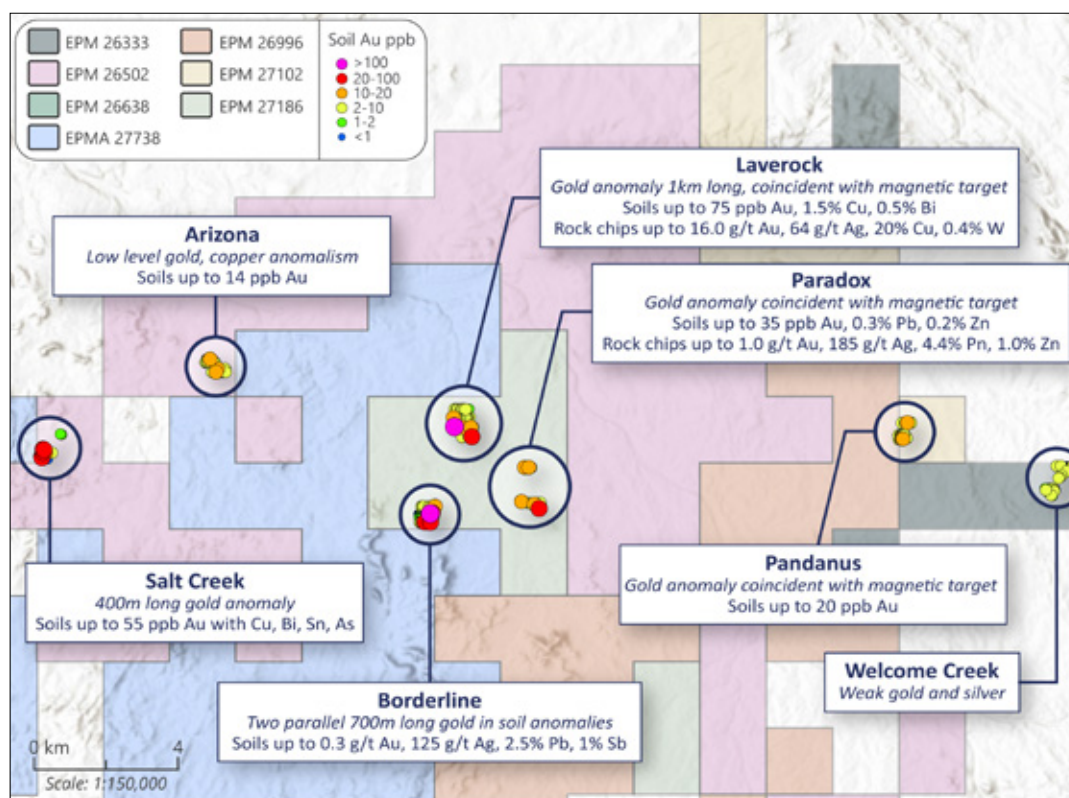 EPM 26333
EPM 26996
EPM 26502
EPM 27102
EPM 26638
EPM 27186
EPMA 27738
Soil Au ppb
>100
20-100
10-20
2-10
1-2
<1
Laverock
Gold anomaly 1km long, coincident with magnetic target
Soils up to 75 ppb Au, 1.5% Cu, 0.5% Bi
Rock chips up to 16.0 g/t Au, 64 g/t Ag, 20% Cu, 0.4% W
Arizona
Low level gold, copper anomalism
Soils up to 14 ppb Au
Paradox
Gold anomaly coincident with magnetic target
Soils up to 35 ppb Au, 0.3% Pb, 0.2% Zn
Rock chips up to 1.0 g/t Au, 185 g/t Ag, 4.4% Pn, 1.0% Zn
Salt Creek
400m long gold anomaly
Soils up to 55 ppb Au with Cu, Bi, Sn, As
Pandanus
Gold anomaly coincident with magnetic target
Soils up to 20 ppb Au
Welcome Creek
Weak gold and silver
Borderline
Two parallel 700m long gold in soil anomalies
Soils up to 0.3 g/t Au, 125 g/t Ag, 2.5% Pb, 1% Sb
0 km 4
Scale: 1:150,000